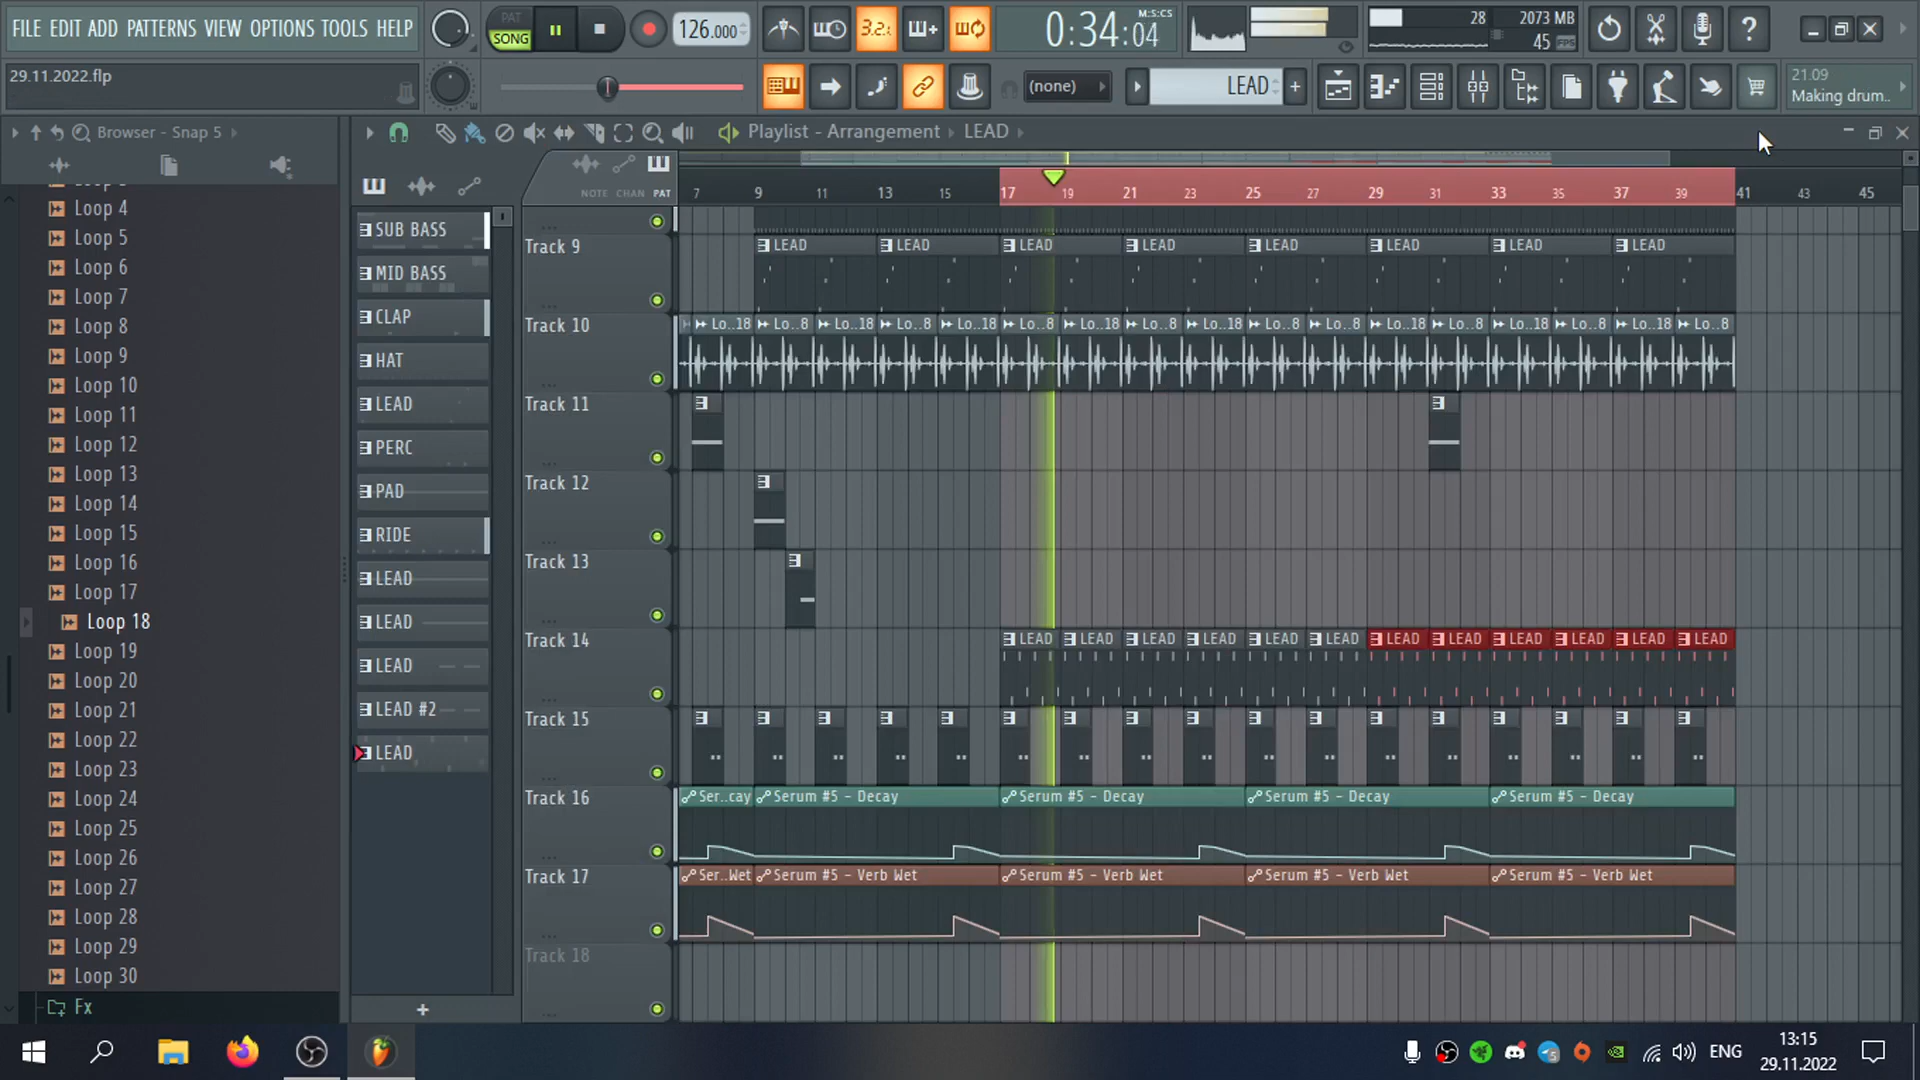 FILE EDIT ADD PATTERNS VIEW OPTIONS TOOLS HELP
PAT
SONG
126.000
3.2.
0:34:04
M:S:CS
28
2073 MB
45
29.11.2022.flp
(none)
LEAD
21.09
Making drum..
Browser - Snap 5
Playlist - Arrangement › LEAD
Loop 4
Loop 5
Loop 6
Loop 7
Loop 8
Loop 9
Loop 10
Loop 11
Loop 12
Loop 13
Loop 14
Loop 15
Loop 16
Loop 17
Loop 18
Loop 19
Loop 20
Loop 21
Loop 22
Loop 23
Loop 24
Loop 25
Loop 26
Loop 27
Loop 28
Loop 29
Loop 30
Fx
SUB BASS
MID BASS
CLAP
HAT
LEAD
PERC
PAD
RIDE
LEAD
LEAD
LEAD
LEAD #2
LEAD
NOTE CHAN PAT
7 9 11 13 15 17 19 21 23 25 27 29 31 33 35 37 39 41 43 45
Track 9
LEAD LEAD LEAD LEAD LEAD LEAD LEAD LEAD
Track 10
Lo..18 Lo..8 Lo..18 Lo..8 Lo..18 Lo..8 Lo..18 Lo..8 Lo..18 Lo..8 Lo..18 Lo..8 Lo..18 Lo..8 Lo..18 Lo..8 Lo..18 Lo..8
Track 11
Track 12
Track 13
Track 14
LEAD LEAD LEAD LEAD LEAD LEAD LEAD LEAD LEAD LEAD LEAD LEAD
Track 15
Track 16
Ser..cay Serum #5 - Decay Serum #5 - Decay Serum #5 - Decay Serum #5 - Decay
Track 17
Ser..Wet Serum #5 - Verb Wet Serum #5 - Verb Wet Serum #5 - Verb Wet Serum #5 - Verb Wet
Track 18
ENG
13:15
29.11.2022